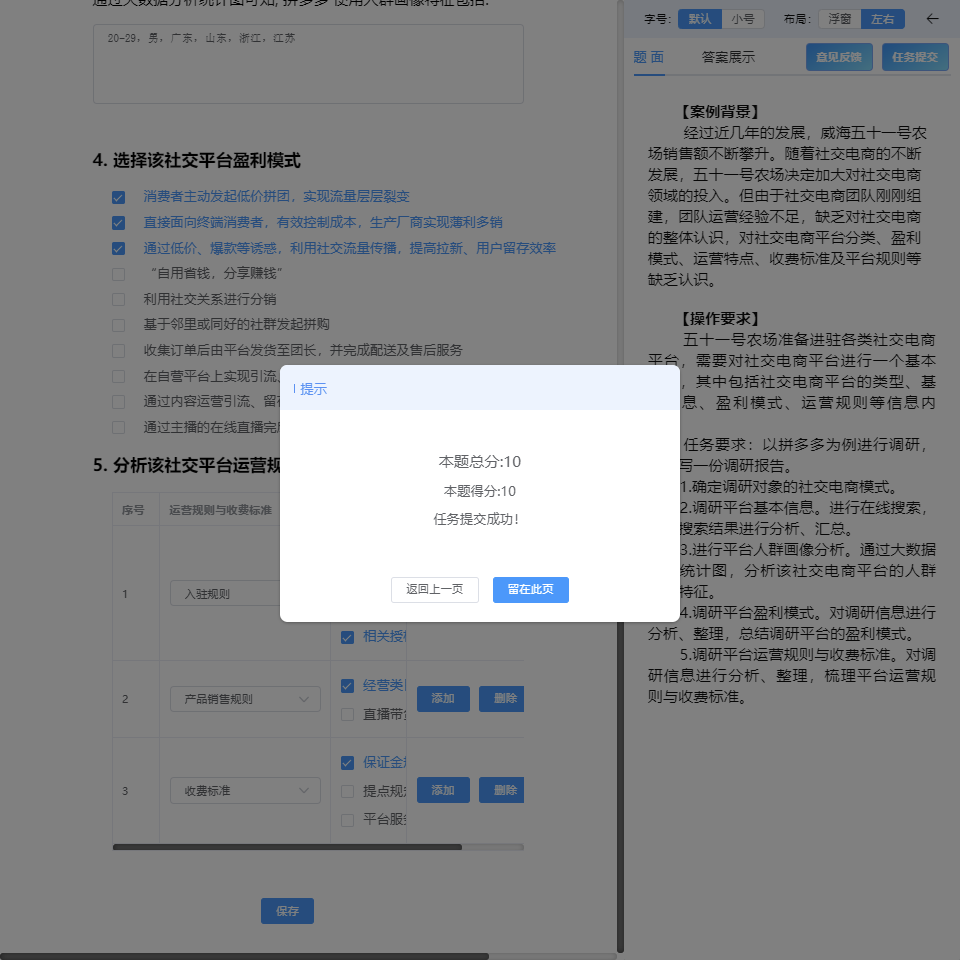 通过大数据分析统计图可知, 拼多多 使用人群画像特征包括:
20-29，男，广东，山东，浙江，江苏
4. 选择该社交平台盈利模式
消费者主动发起低价拼团，实现流量层层裂变
直接面向终端消费者，有效控制成本，生产厂商实现薄利多销
通过低价、爆款等诱惑，利用社交流量传播，提高拉新、用户留存效率
“自用省钱，分享赚钱”
利用社交关系进行分销
基于邻里或同好的社群发起拼购
收集订单后由平台发货至团长，并完成配送及售后服务
在自营平台上实现引流、
通过内容运营引流、留
通过主播的在线直播完
5. 分析该社交平台运营规
序号
运营规则与收费标准
1
入驻规则
相关授
2
产品销售规则
经营类
直播带
添加
删除
3
收费标准
保证金
提点规
平台服
添加
删除
保存
提示
本题总分:10
本题得分:10
任务提交成功!
返回上一页
留在此页
字号:
默认
小号
布局:
浮窗
左右
题 面
答案展示
意见反馈
任务提交
【案例背景】
经过近几年的发展，威海五十一号农
场销售额不断攀升。随着社交电商的不断
发展，五十一号农场决定加大对社交电商
领域的投入。但由于社交电商团队刚刚组
建，团队运营经验不足，缺乏对社交电商
的整体认识，对社交电商平台分类、盈利
模式、运营特点、收费标准及平台规则等
缺乏认识。
【操作要求】
五十一号农场准备进驻各类社交电商
平台，需要对社交电商平台进行一个基本
，其中包括社交电商平台的类型、基
息、盈利模式、运营规则等信息内
任务要求：以拼多多为例进行调研，
写一份调研报告。
1.确定调研对象的社交电商模式。
2.调研平台基本信息。进行在线搜索，
搜索结果进行分析、汇总。
3.进行平台人群画像分析。通过大数据
统计图，分析该社交电商平台的人群
特征。
4.调研平台盈利模式。对调研信息进行
分析、整理，总结调研平台的盈利模式。
5.调研平台运营规则与收费标准。对调
研信息进行分析、整理，梳理平台运营规
则与收费标准。